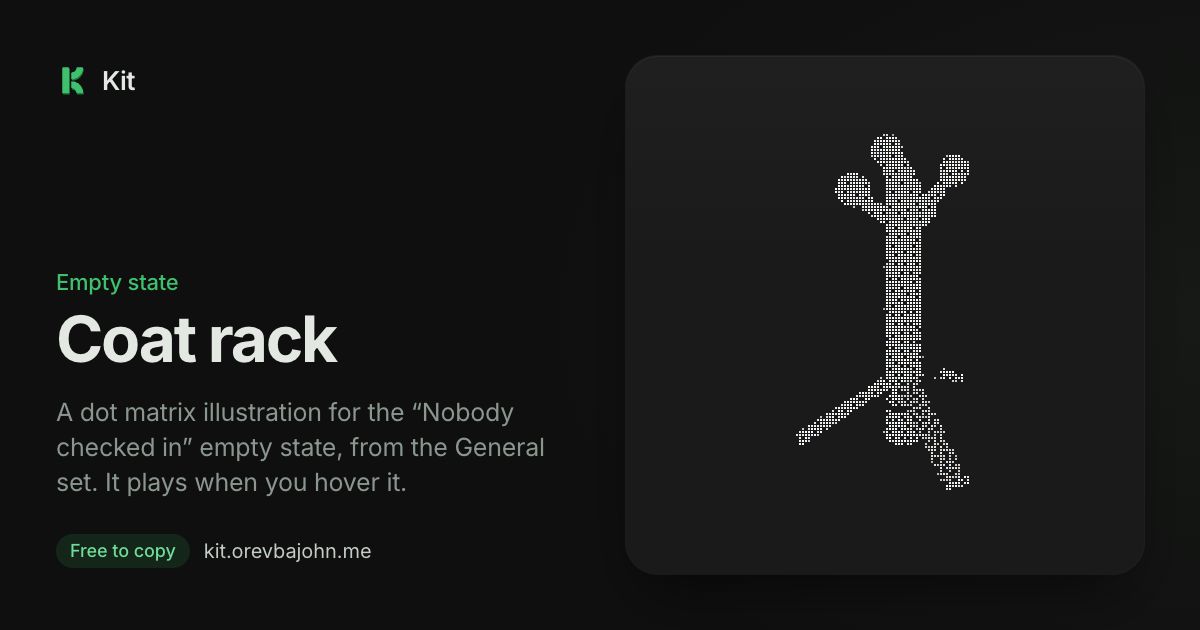 Kit
Empty state
Coat rack
A dot matrix illustration for the “Nobody
checked in” empty state, from the General
set. It plays when you hover it.
Free to copy
kit.orevbajohn.me